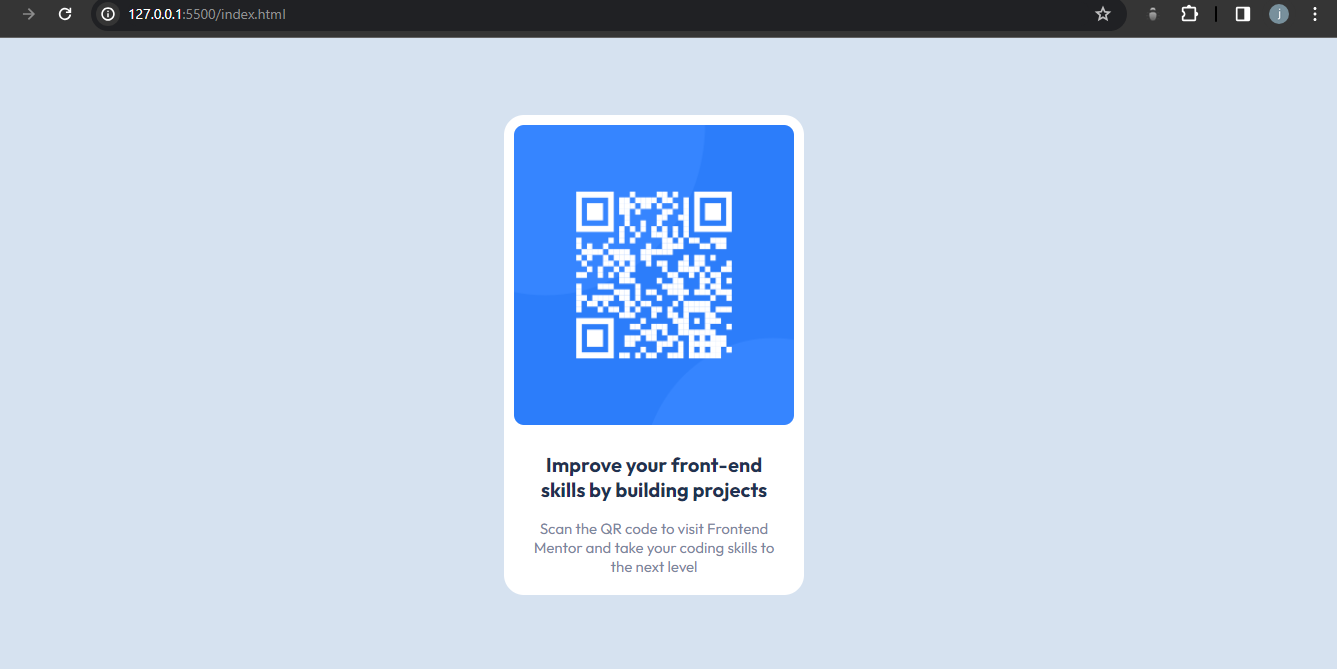 127.0.0.1:5500/index.html
j
Improve your front-end
skills by building projects
Scan the QR code to visit Frontend
Mentor and take your coding skills to
the next level